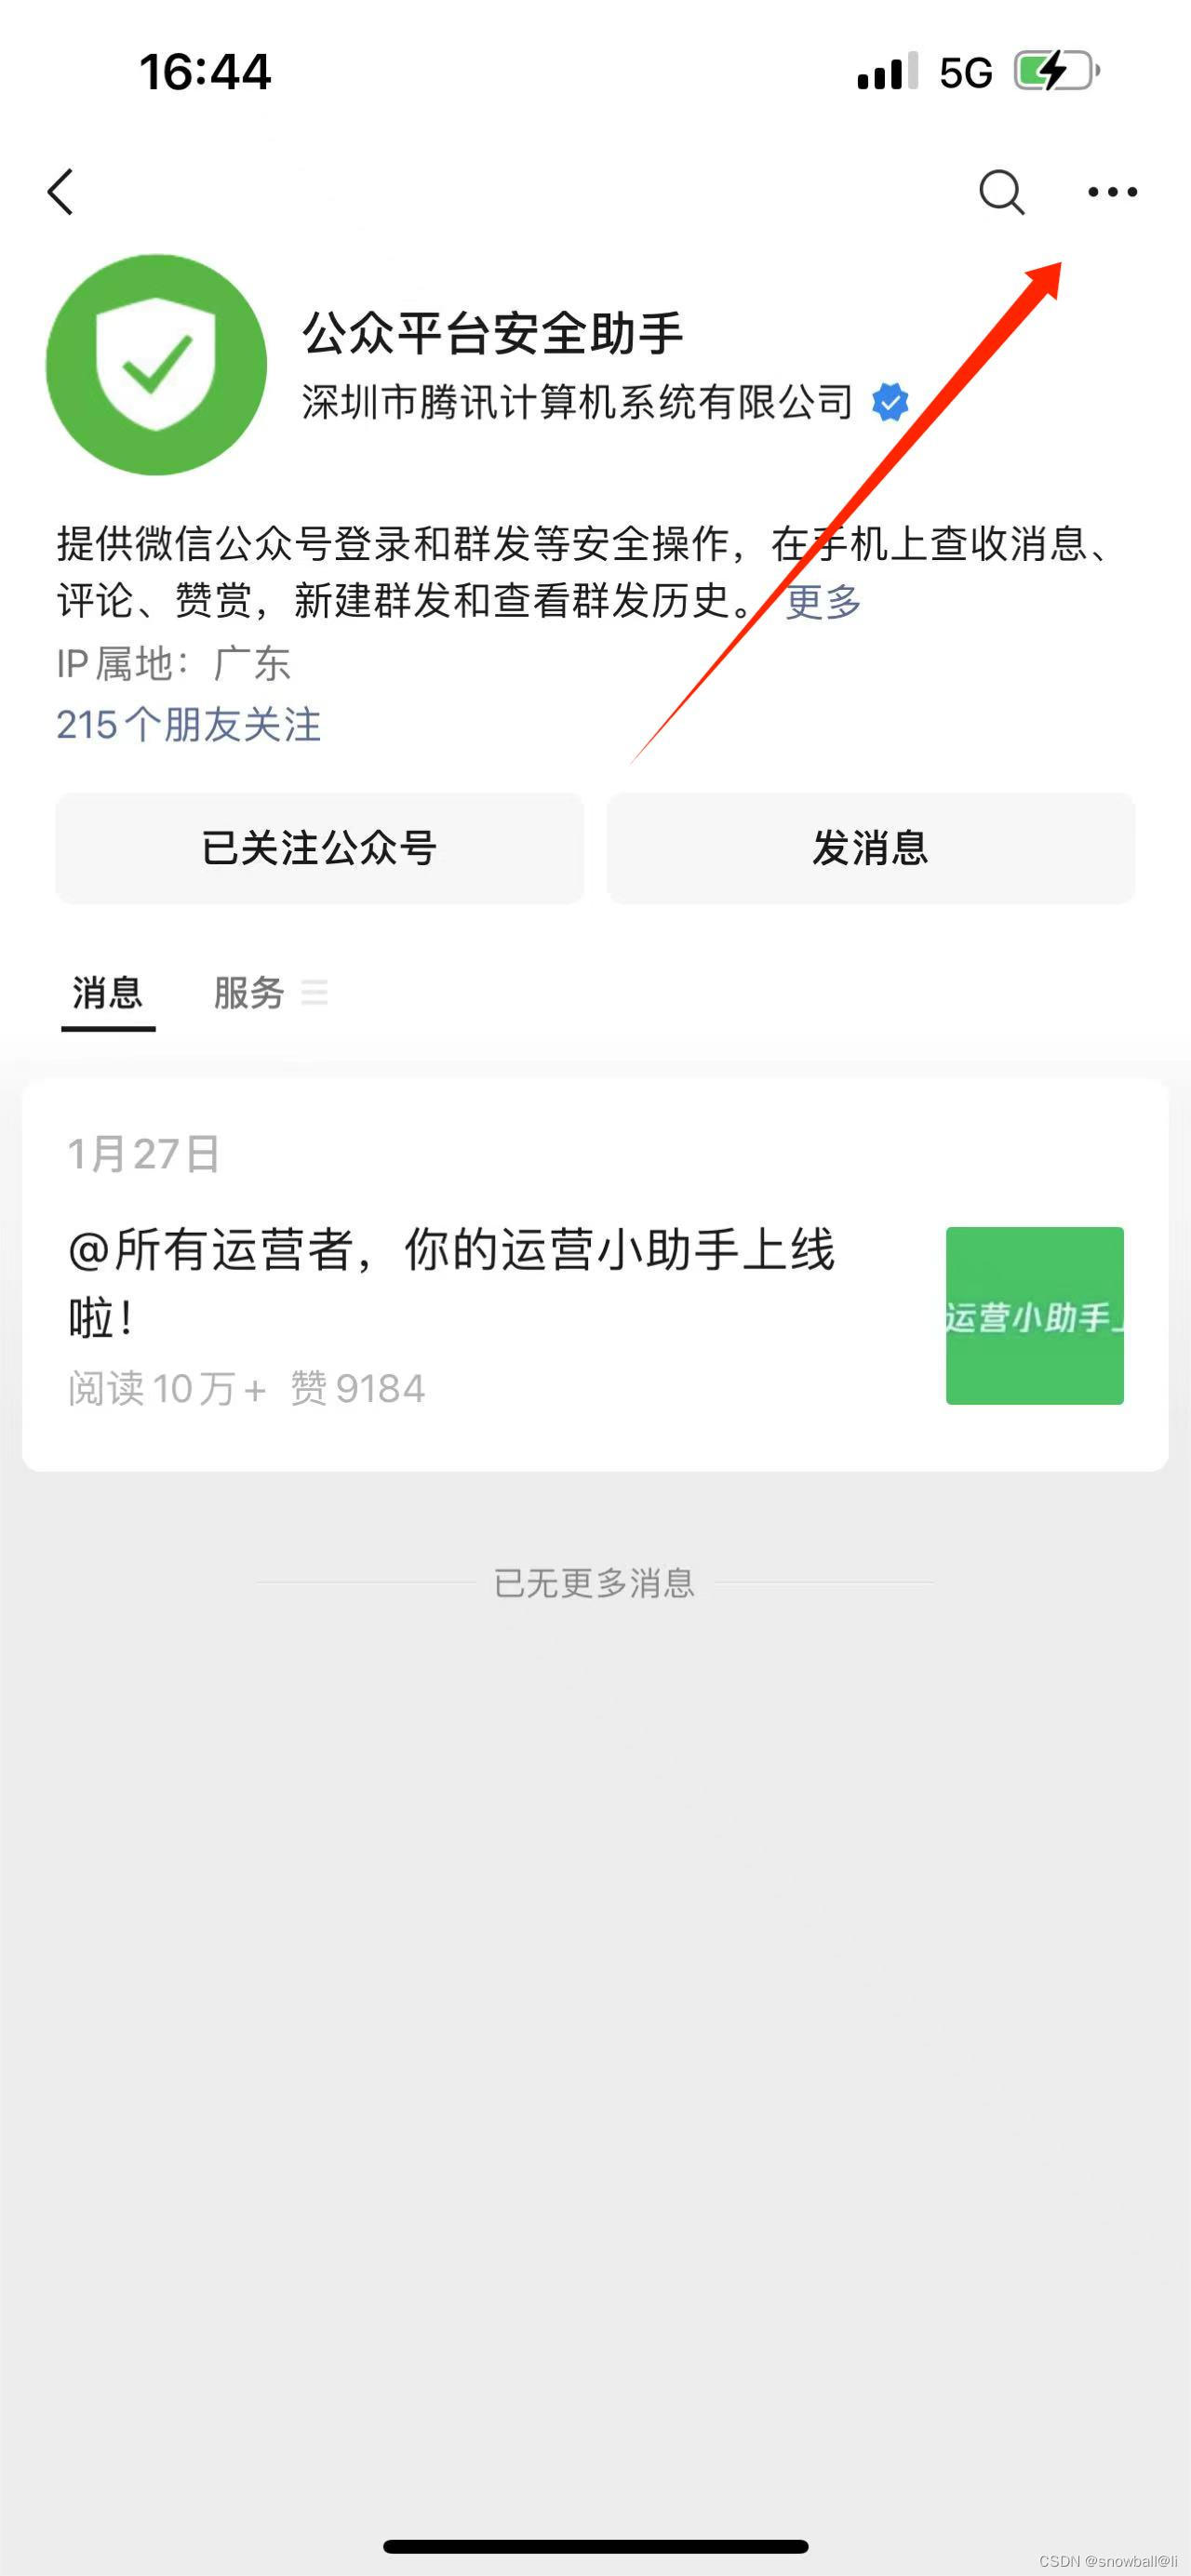 16:44
5G
公众平台安全助手
深圳市腾讯计算机系统有限公司
提供微信公众号登录和群发等安全操作，在手机上查收消息、
评论、赞赏，新建群发和查看群发历史。 更多
IP属地：广东
215个朋友关注
已关注公众号
发消息
消息
服务
1月27日
@所有运营者，你的运营小助手上线
啦！
运营小助手上
阅读10万+ 赞9184
已无更多消息
CSDN @snowball@li